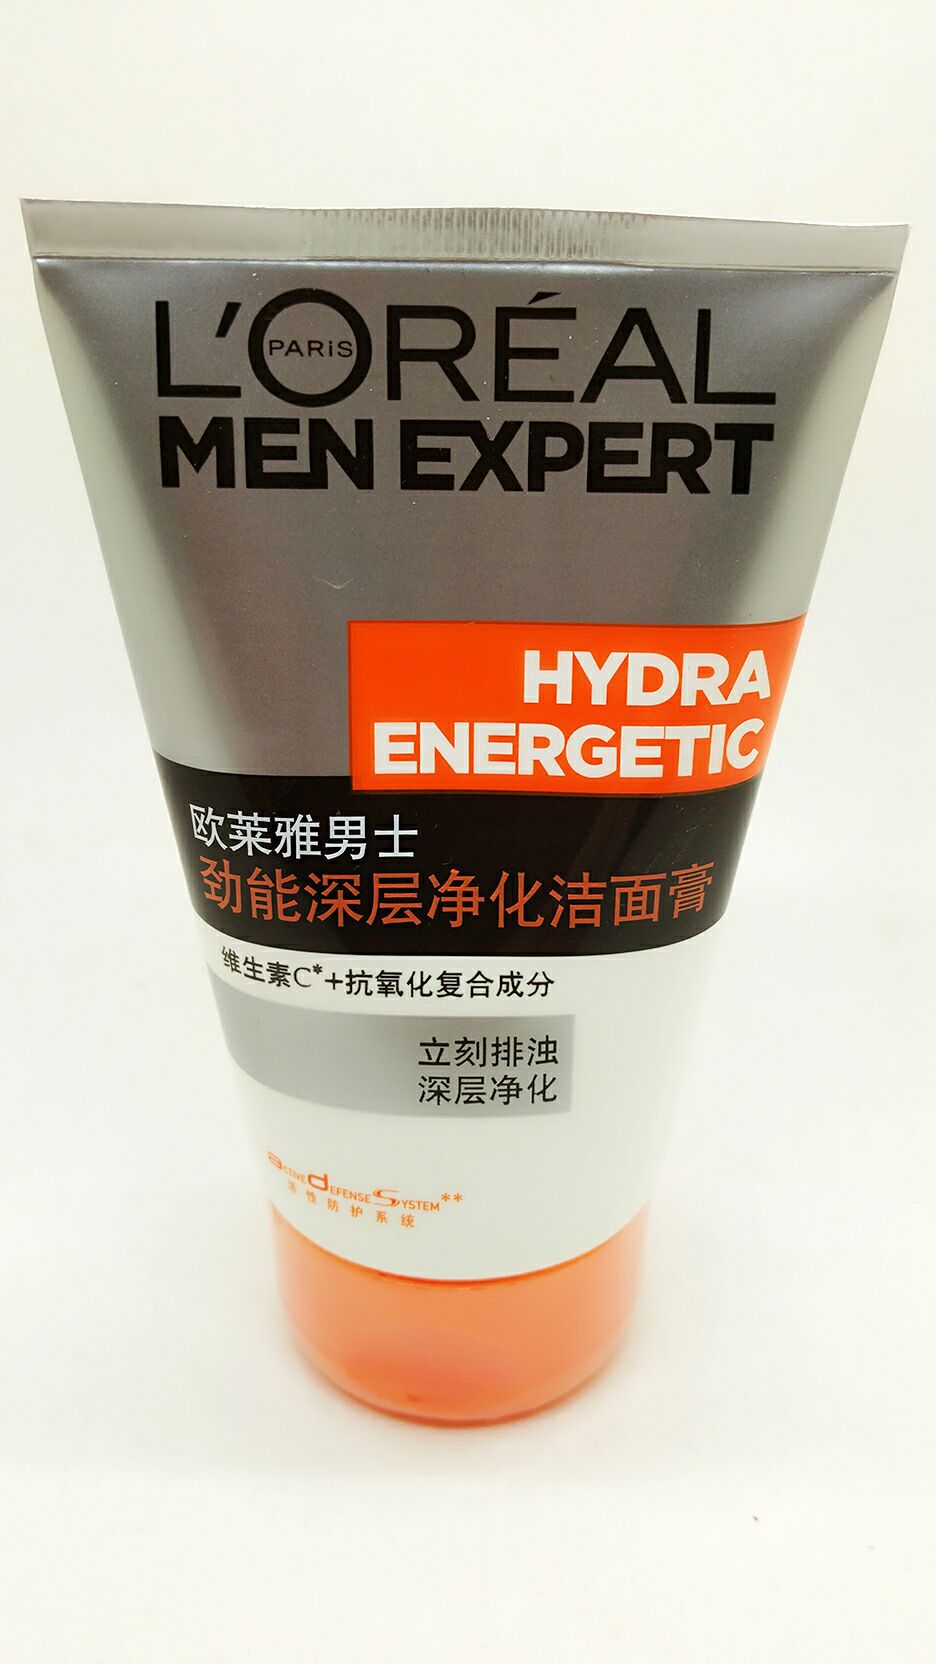 L'ORÉAL
PARiS
MEN EXPERT
HYDRA
ENERGETIC
欧莱雅男士
劲能深层净化洁面膏
维生素C*+抗氧化复合成分
立刻排浊
深层净化
aCTIVE dEFENSE SYSTEM**
活性防护系统